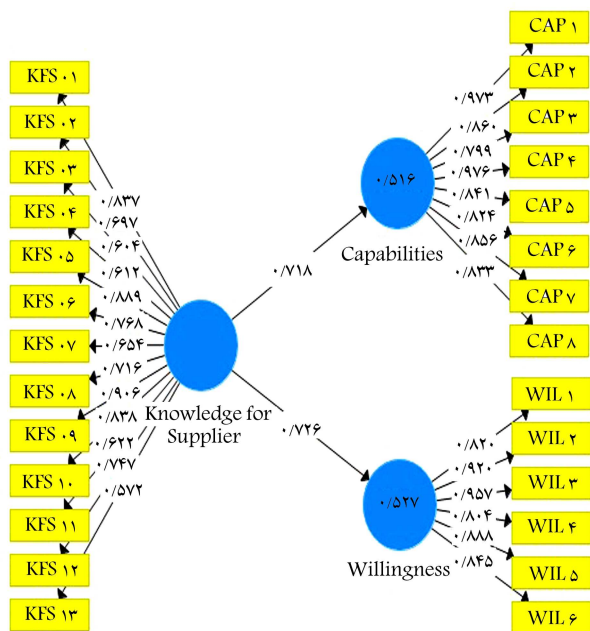 KFS ۰۱
KFS ۰۲
KFS ۰۳
KFS ۰۴
KFS ۰۵
KFS ۰۶
KFS ۰۷
KFS ۰۸
KFS ۰۹
KFS ۱۰
KFS ۱۱
KFS ۱۲
KFS ۱۳
۰/۸۳۷
۰/۶۹۷
۰/۶۰۴
۰/۶۱۲
۰/۸۸۹
۰/۷۶۸
۰/۶۵۴
۰/۷۱۶
۰/۹۰۶
۰/۸۳۸
۰/۶۲۲
۰/۷۴۷
۰/۵۷۲
Knowledge for
Supplier
۰/۷۱۸
۰/۷۲۶
۰/۵۱۶
Capabilities
۰/۹۷۳
۰/۸۶۰
۰/۷۹۹
۰/۹۷۶
۰/۸۴۱
۰/۸۲۴
۰/۸۵۶
۰/۸۳۳
CAP ۱
CAP ۲
CAP ۳
CAP ۴
CAP ۵
CAP ۶
CAP ۷
CAP ۸
۰/۵۲۷
Willingness
۰/۸۲۰
۰/۹۲۰
۰/۹۵۷
۰/۸۰۴
۰/۸۸۸
۰/۸۴۵
WIL ۱
WIL ۲
WIL ۳
WIL ۴
WIL ۵
WIL ۶